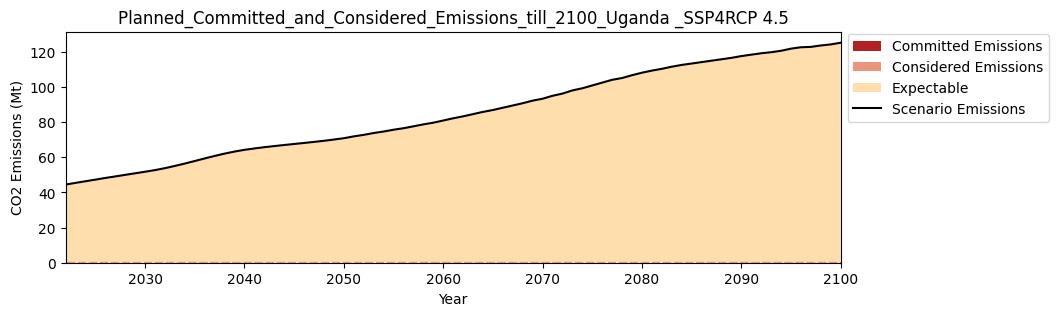 Planned_Committed_and_Considered_Emissions_till_2100_Uganda _SSP4RCP 4.5
CO2 Emissions (Mt)
120
100
80
60
40
20
0
2030 2040 2050 2060 2070 2080 2090 2100
Year
Committed Emissions
Considered Emissions
Expectable
Scenario Emissions